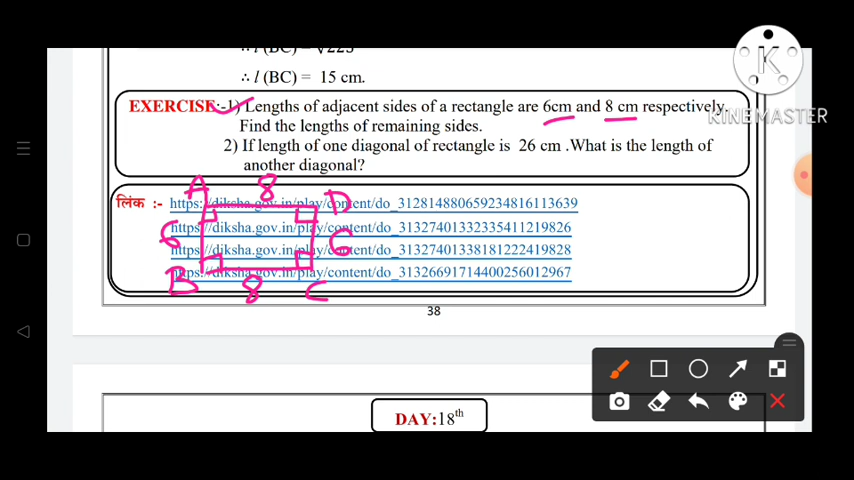 ∴ l (BC) = √225
∴ l (BC) = 15 cm.
EXERCISE:-1) Lengths of adjacent sides of a rectangle are 6cm and 8 cm respectively.
Find the lengths of remaining sides.
2) If length of one diagonal of rectangle is 26 cm .What is the length of
another diagonal?
लिंक :- https://diksha.gov.in/play/content/do_31281488065923481611​3639
https://diksha.gov.in/play/content/do_31327401332335411219826
https://diksha.gov.in/play/content/do_31327401338181222419828
https://diksha.gov.in/play/content/do_31326691714400256012967
A 8 D
6 6
B 8 C
38
DAY:18th
K
KINEMASTER